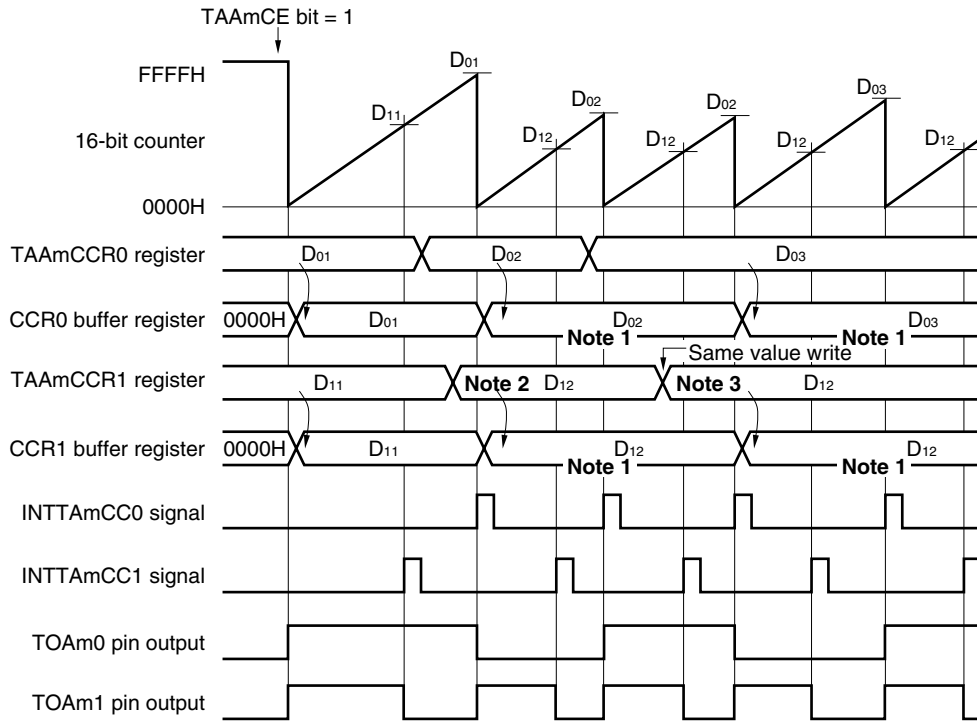 TAAmCE bit = 1
FFFFH
16-bit counter
0000H
D11
D01
D12
D02
D12
D02
D12
D03
D12
TAAmCCR0 register
D01
D02
D03
CCR0 buffer register
0000H
D01
D02
Note 1
D03
Note 1
Same value write
TAAmCCR1 register
D11
Note 2
D12
Note 3
D12
CCR1 buffer register
0000H
D11
D12
Note 1
D12
Note 1
INTTAmCC0 signal
INTTAmCC1 signal
TOAm0 pin output
TOAm1 pin output